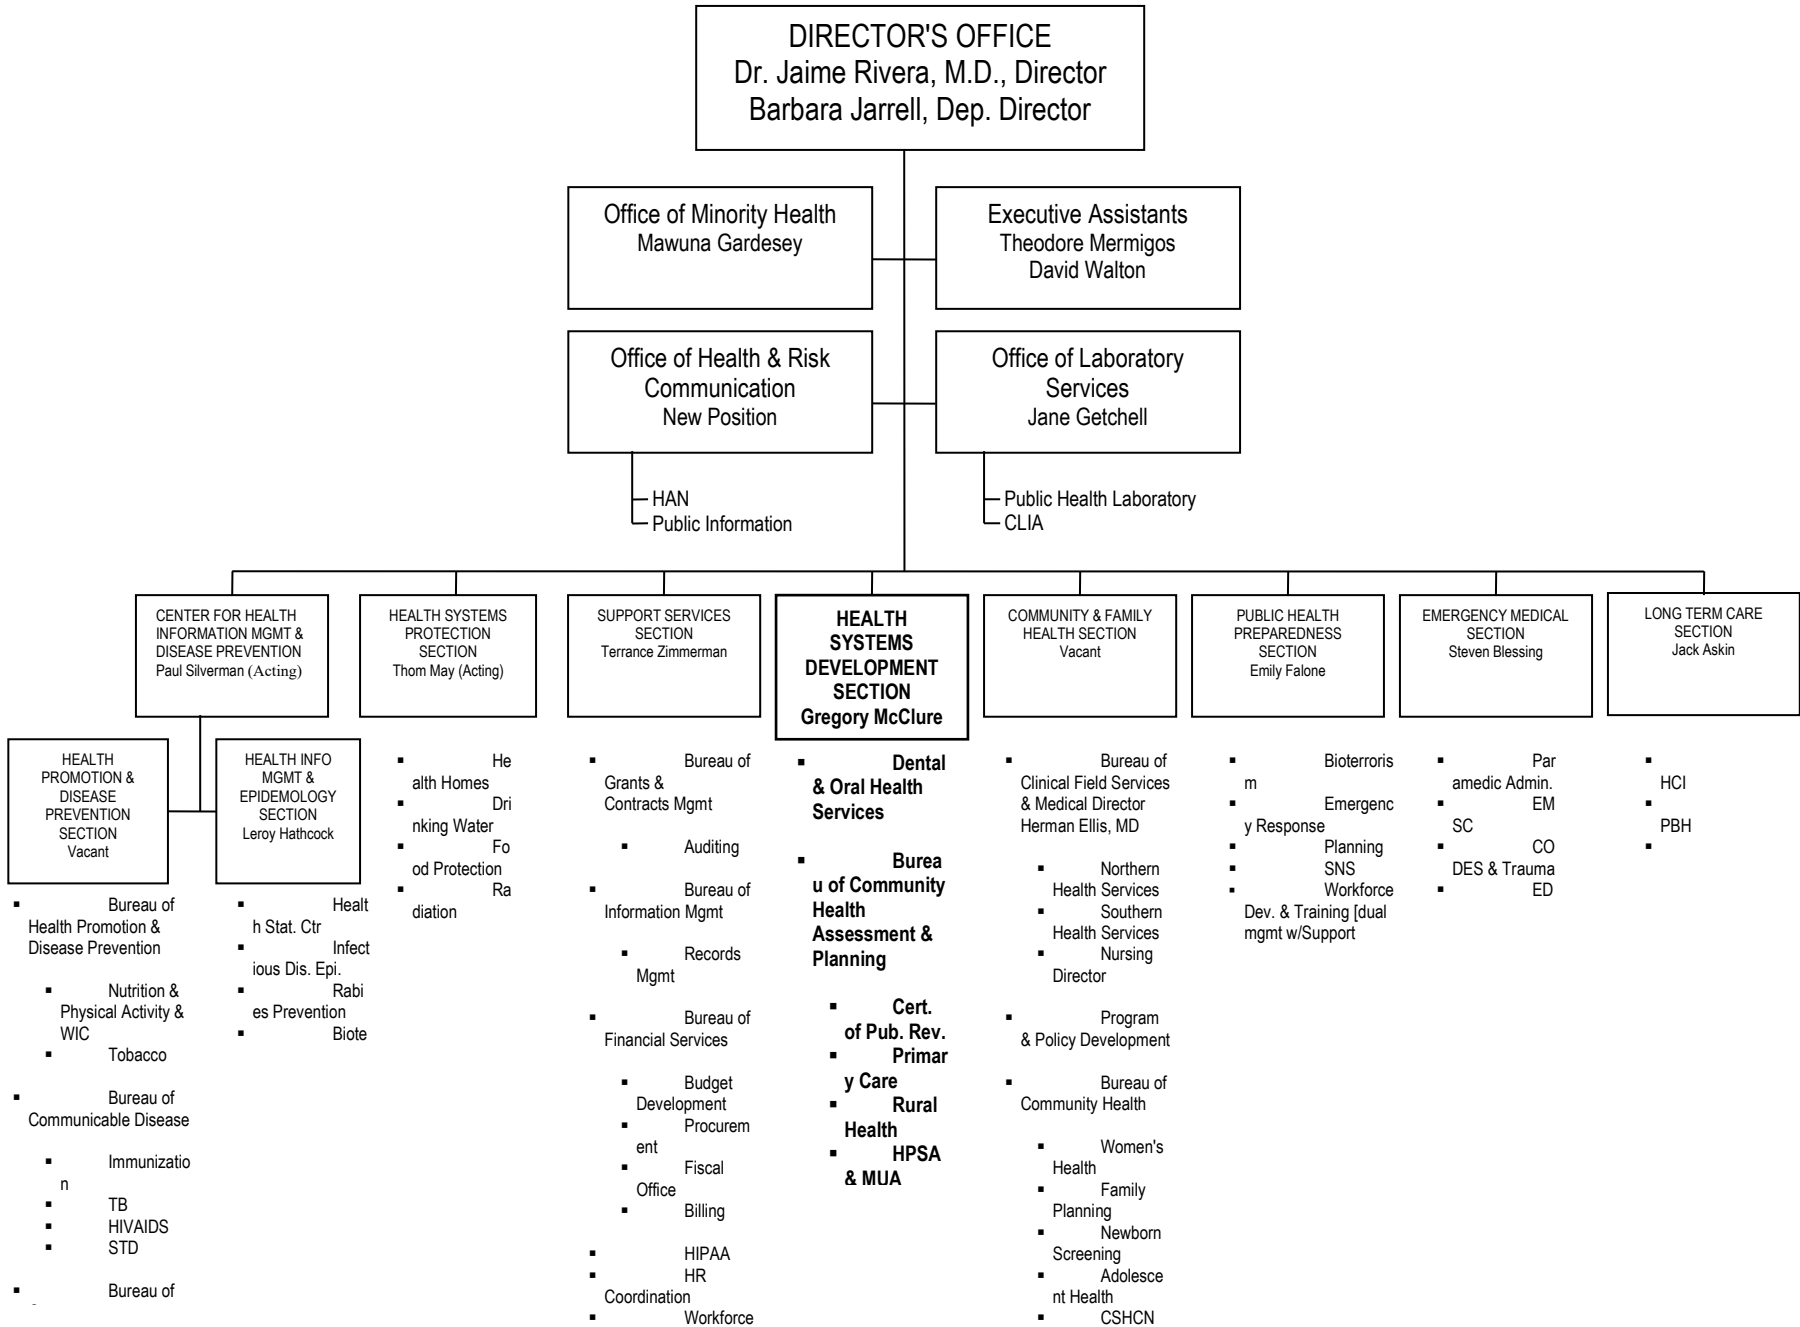 DIRECTOR'S OFFICE
Dr. Jaime Rivera, M.D., Director
Barbara Jarrell, Dep. Director
Office of Minority Health
Mawuna Gardesey
Executive Assistants
Theodore Mermigos
David Walton
Office of Health & Risk
Communication
New Position
Office of Laboratory
Services
Jane Getchell
HAN
Public Information
Public Health Laboratory
CLIA
CENTER FOR HEALTH
INFORMATION MGMT &
DISEASE PREVENTION
Paul Silverman (Acting)
HEALTH SYSTEMS
PROTECTION
SECTION
Thom May (Acting)
SUPPORT SERVICES
SECTION
Terrance Zimmerman
HEALTH
SYSTEMS
DEVELOPMENT
SECTION
Gregory McClure
COMMUNITY & FAMILY
HEALTH SECTION
Vacant
PUBLIC HEALTH
PREPAREDNESS
SECTION
Emily Falone
EMERGENCY MEDICAL
SECTION
Steven Blessing
LONG TERM CARE
SECTION
Jack Askin
HEALTH
PROMOTION &
DISEASE
PREVENTION
SECTION
Vacant
HEALTH INFO
MGMT &
EPIDEMOLOGY
SECTION
Leroy Hathcock
▪ Bureau of
Health Promotion &
Disease Prevention
▪ Nutrition &
Physical Activity &
WIC
▪ Tobacco
▪ Bureau of
Communicable Disease
▪ Immunizatio
n
▪ TB
▪ HIVAIDS
▪ STD
▪ Bureau of
▪ Healt
h Stat. Ctr
▪ Infect
ious Dis. Epi.
▪ Rabi
es Prevention
▪ Biote
▪ He
alth Homes
▪ Dri
nking Water
▪ Fo
od Protection
▪ Ra
diation
▪ Bureau of
Grants &
Contracts Mgmt
▪ Auditing
▪ Bureau of
Information Mgmt
▪ Records
Mgmt
▪ Bureau of
Financial Services
▪ Budget
Development
▪ Procurem
ent
▪ Fiscal
Office
▪ Billing
▪ HIPAA
▪ HR
Coordination
▪ Workforce
▪ Dental
& Oral Health
Services
▪ Burea
u of Community
Health
Assessment &
Planning
▪ Cert.
of Pub. Rev.
▪ Primar
y Care
▪ Rural
Health
▪ HPSA
& MUA
▪ Bureau of
Clinical Field Services
& Medical Director
Herman Ellis, MD
▪ Northern
Health Services
▪ Southern
Health Services
▪ Nursing
Director
▪ Program
& Policy Development
▪ Bureau of
Community Health
▪ Women's
Health
▪ Family
Planning
▪ Newborn
Screening
▪ Adolesce
nt Health
▪ CSHCN
▪ Bioterroris
m
▪ Emergenc
y Response
▪ Planning
▪ SNS
▪ Workforce
Dev. & Training [dual
mgmt w/Support
▪ Par
amedic Admin.
▪ EM
SC
▪ CO
DES & Trauma
▪ ED
▪
HCI
▪
PBH
▪